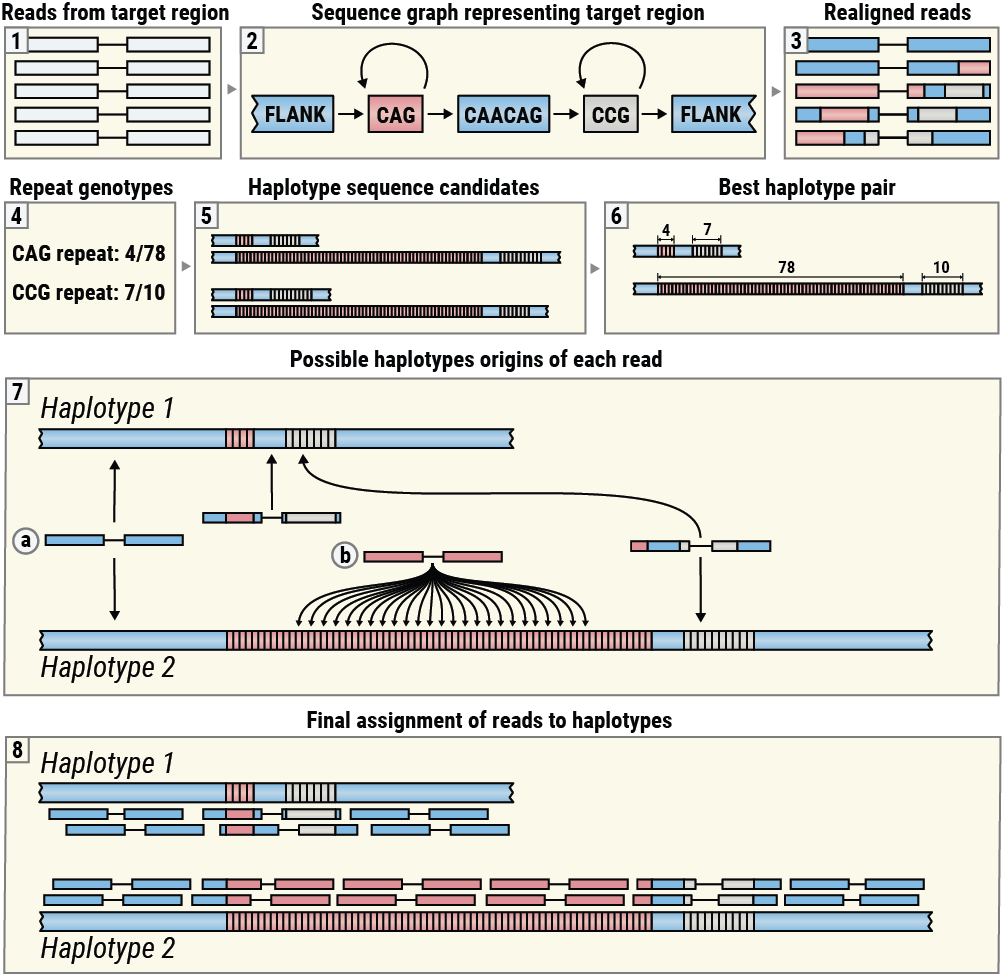 Reads from target region
Sequence graph representing target region
Realigned reads
1
2
3
FLANK
CAG
CAACAG
CCG
FLANK
Repeat genotypes
Haplotype sequence candidates
Best haplotype pair
4
5
6
CAG repeat: 4/78
CCG repeat: 7/10
4
7
78
10
Possible haplotypes origins of each read
7
Haplotype 1
a
b
Haplotype 2
Final assignment of reads to haplotypes
8
Haplotype 1
Haplotype 2